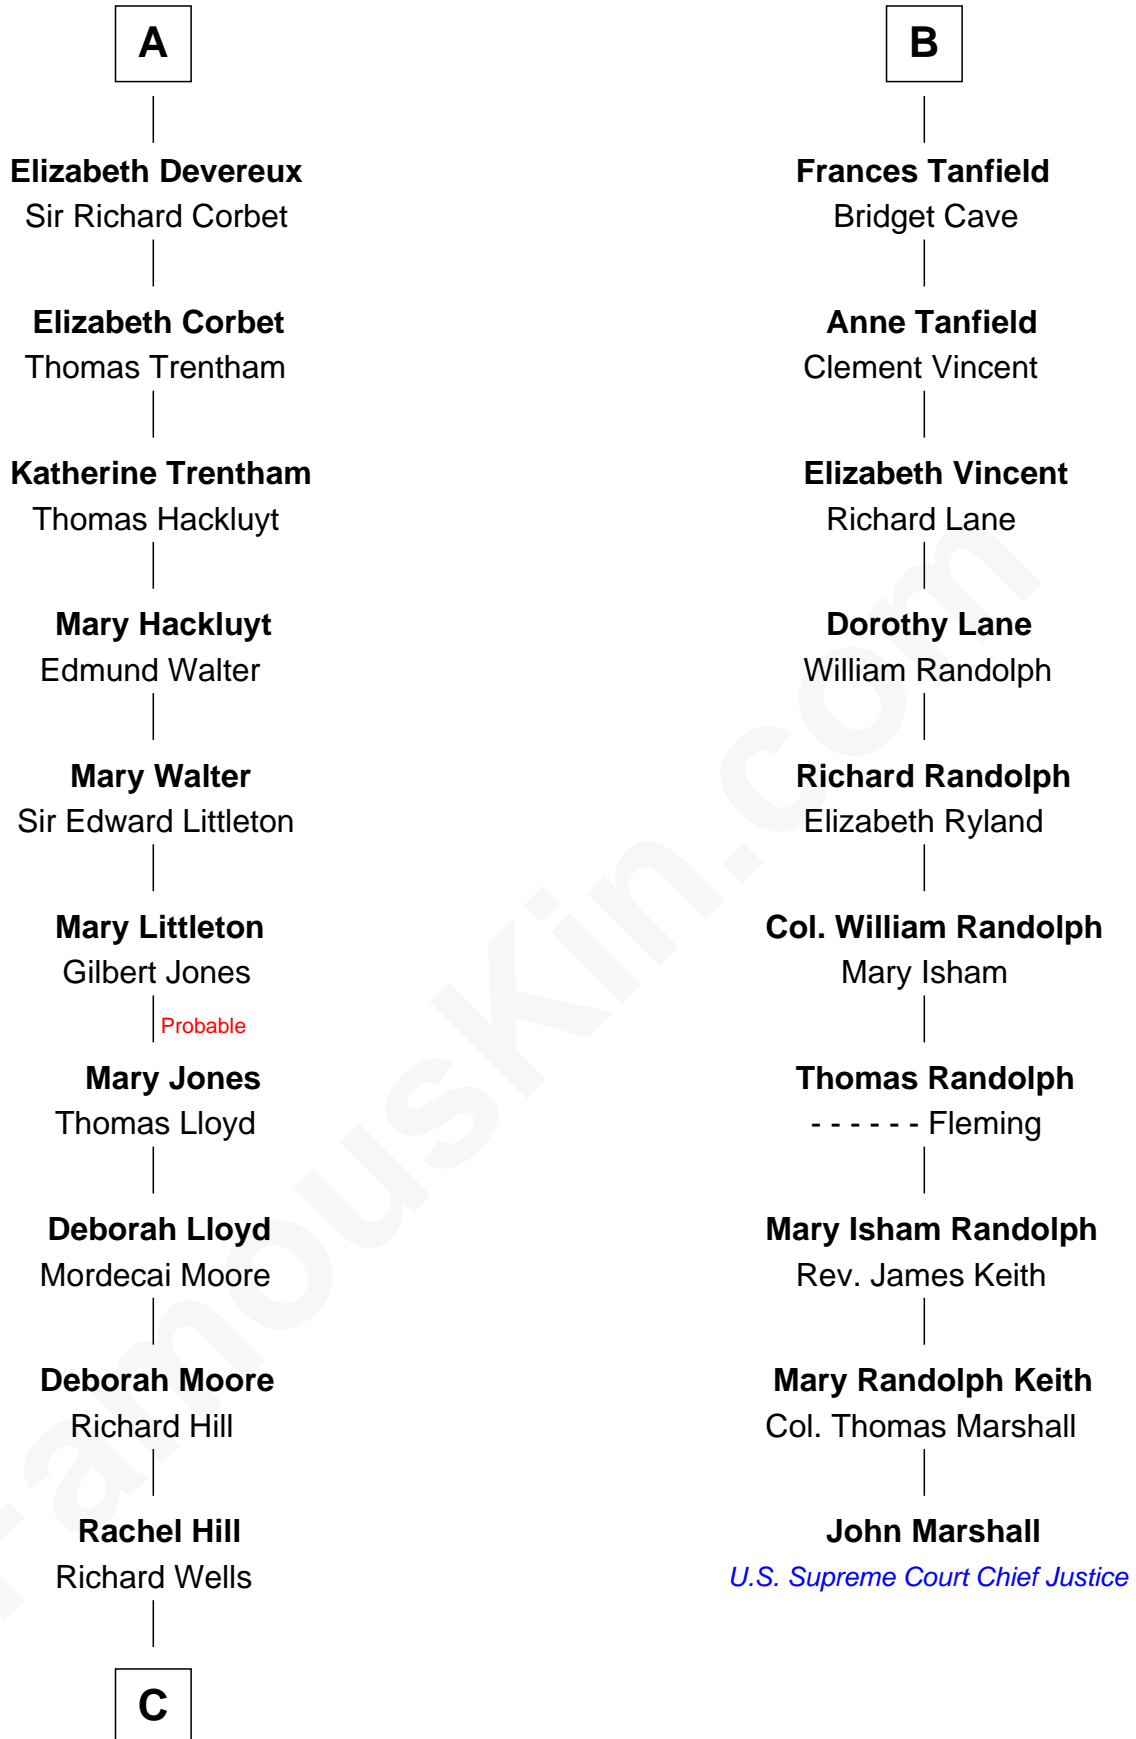 A
Elizabeth Devereux
Sir Richard Corbet
Elizabeth Corbet
Thomas Trentham
Katherine Trentham
Thomas Hackluyt
Mary Hackluyt
Edmund Walter
Mary Walter
Sir Edward Littleton
Mary Littleton
Gilbert Jones
Probable
Mary Jones
Thomas Lloyd
Deborah Lloyd
Mordecai Moore
Deborah Moore
Richard Hill
Rachel Hill
Richard Wells
C
B
Frances Tanfield
Bridget Cave
Anne Tanfield
Clement Vincent
Elizabeth Vincent
Richard Lane
Dorothy Lane
William Randolph
Richard Randolph
Elizabeth Ryland
Col. William Randolph
Mary Isham
Thomas Randolph
- - - - - - Fleming
Mary Isham Randolph
Rev. James Keith
Mary Randolph Keith
Col. Thomas Marshall
John Marshall
U.S. Supreme Court Chief Justice
FamousKin.com